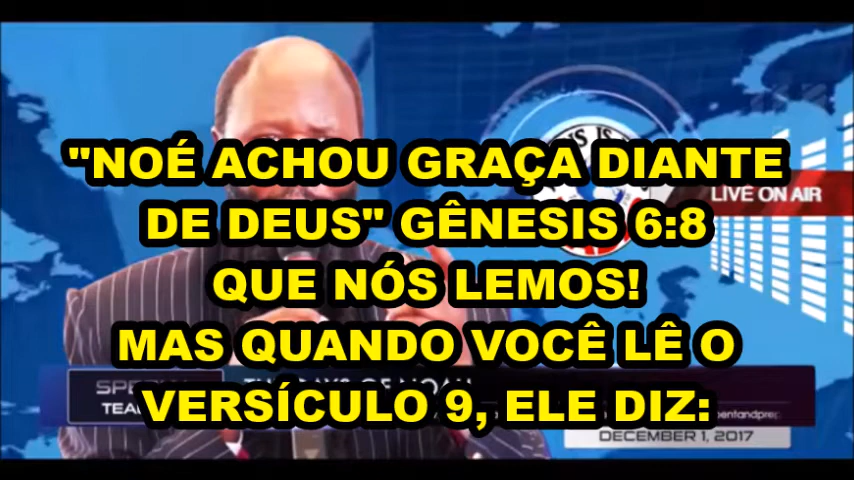 "NOÉ ACHOU GRAÇA DIANTE
DE DEUS" GÊNESIS 6:8
QUE NÓS LEMOS!
MAS QUANDO VOCÊ LÊ O
VERSÍCULO 9, ELE DIZ:
LIVE ON AIR
DECEMBER 1, 2017